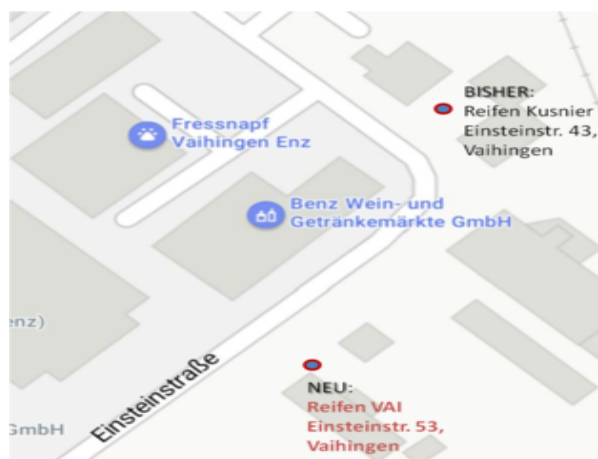 BISHER:
Reifen Kusnier
Einsteinstr. 43,
Vaihingen
Fressnapf
Vaihingen Enz
Benz Wein- und
Getränkemärkte GmbH
enz)
Einsteinstraße
NEU:
Reifen VAI
Einsteinstr. 53,
Vaihingen
GmbH